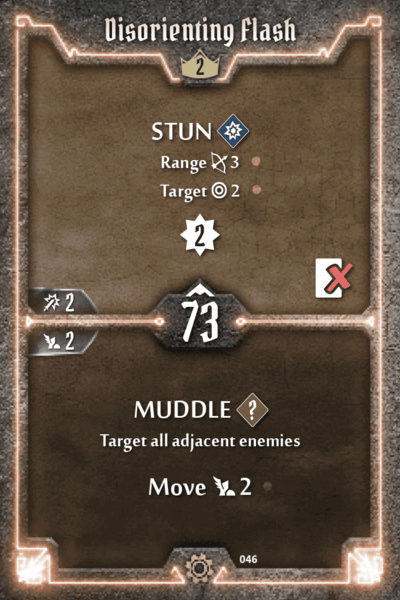 Disorienting Flash
2
STUN
Range 3
Target 2
2
2
73
2
MUDDLE ?
Target all adjacent enemies
Move 2
046